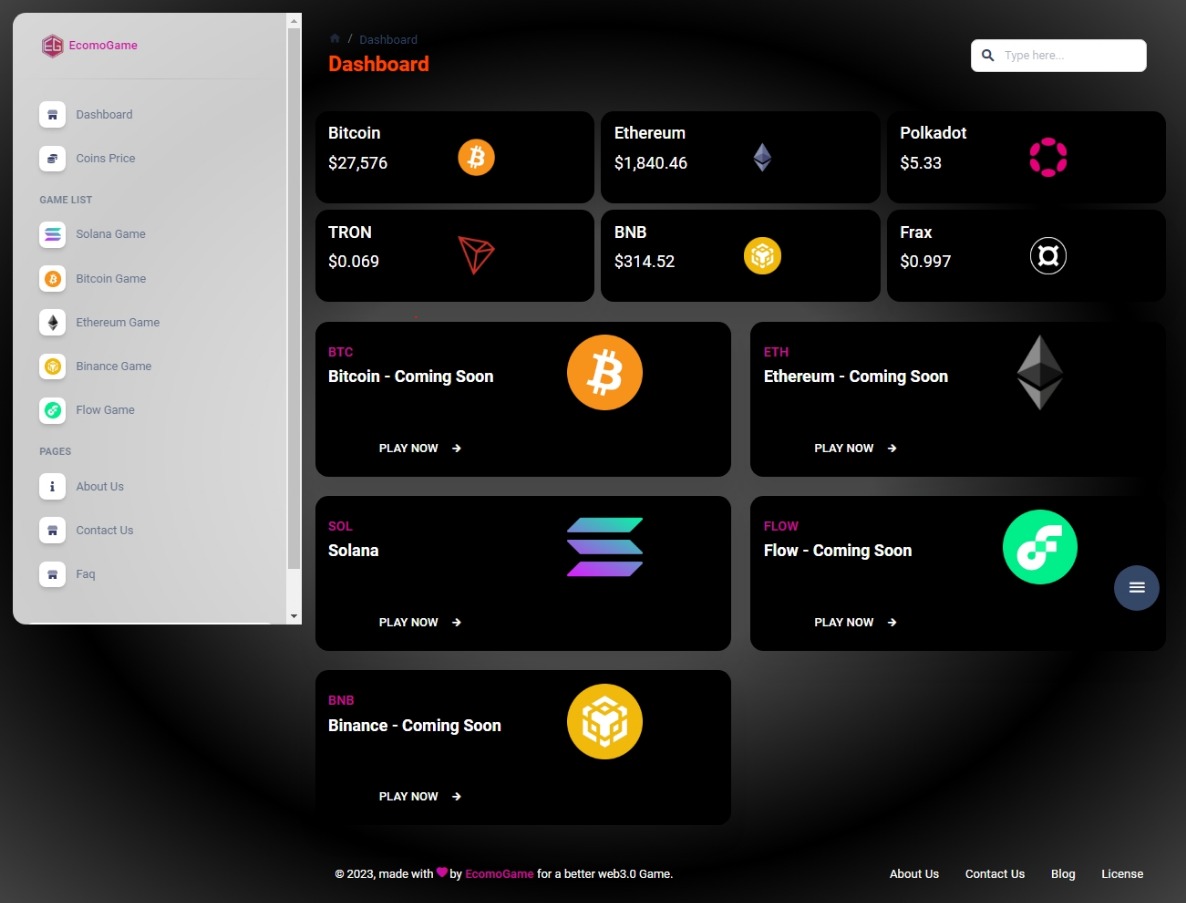 EcomoGame
Dashboard
Coins Price
GAME LIST
Solana Game
Bitcoin Game
Ethereum Game
Binance Game
Flow Game
PAGES
About Us
Contact Us
Faq
/ Dashboard
Dashboard
Type here...
Bitcoin
$27,576
Ethereum
$1,840.46
Polkadot
$5.33
TRON
$0.069
BNB
$314.52
Frax
$0.997
BTC
Bitcoin - Coming Soon
PLAY NOW
ETH
Ethereum - Coming Soon
PLAY NOW
SOL
Solana
PLAY NOW
FLOW
Flow - Coming Soon
PLAY NOW
BNB
Binance - Coming Soon
PLAY NOW
© 2023, made with by EcomoGame for a better web3.0 Game.
About Us Contact Us Blog License